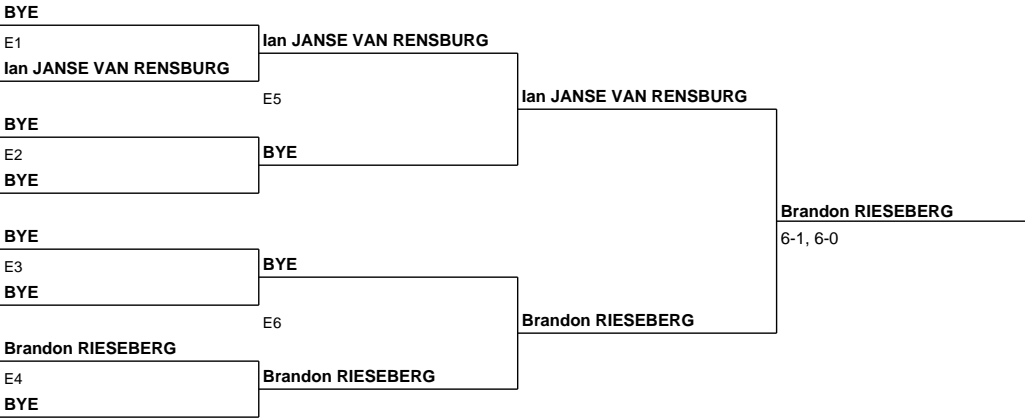 BYE
E1
Ian JANSE VAN RENSBURG
BYE
E2
BYE
BYE
E3
BYE
Brandon RIESEBERG
E4
BYE
Ian JANSE VAN RENSBURG
E5
BYE
BYE
E6
Brandon RIESEBERG
Ian JANSE VAN RENSBURG
Brandon RIESEBERG
Brandon RIESEBERG
6-1, 6-0